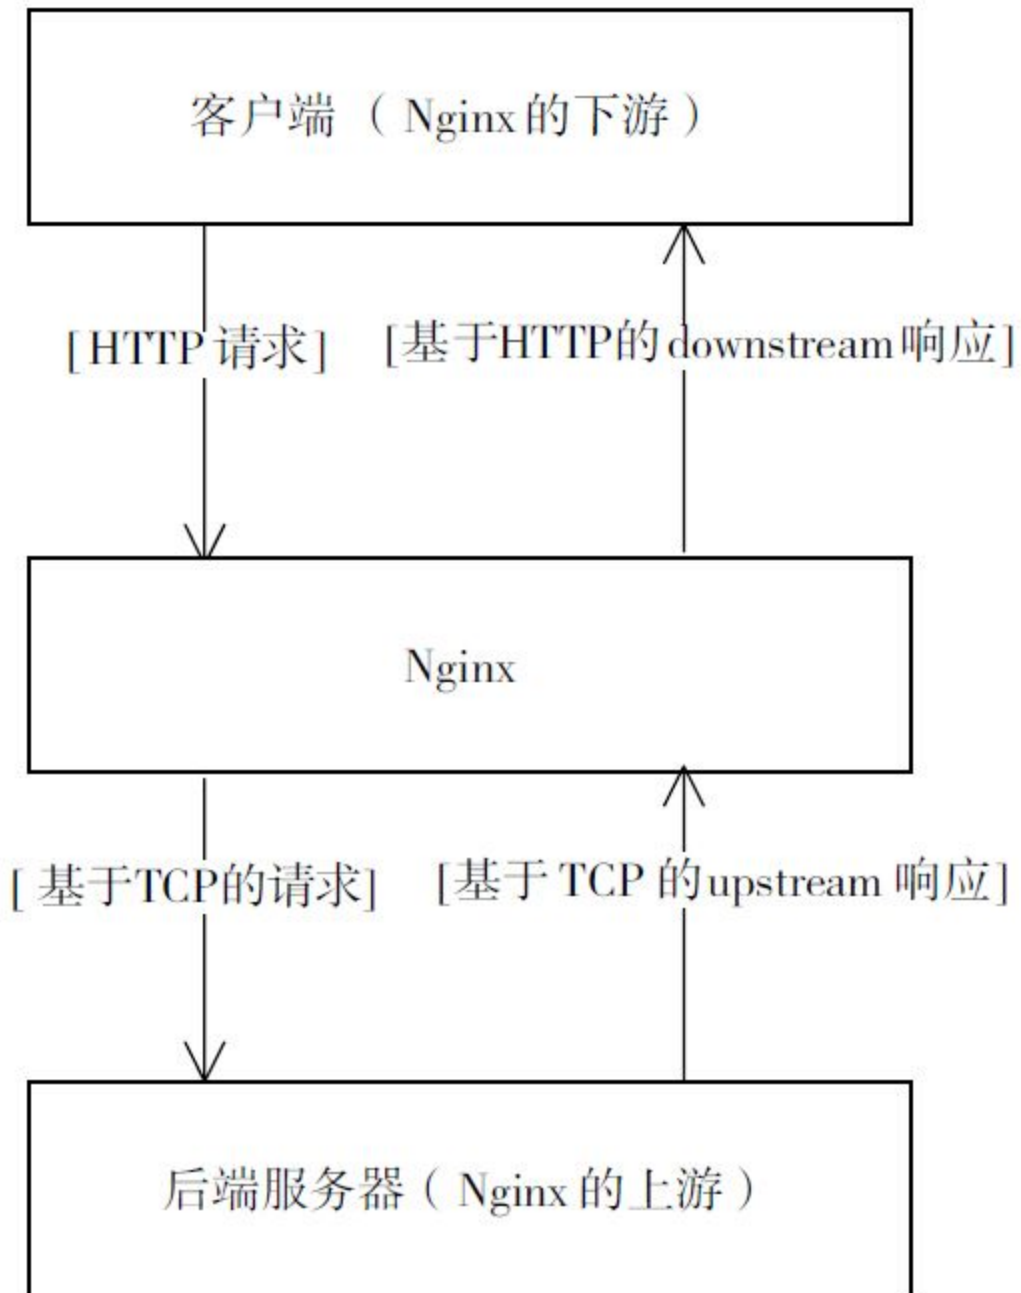 客户端（Nginx的下游）
[HTTP请求]
[基于HTTP的downstream响应]
Nginx
[基于TCP的请求]
[基于TCP的upstream响应]
后端服务器（Nginx的上游）